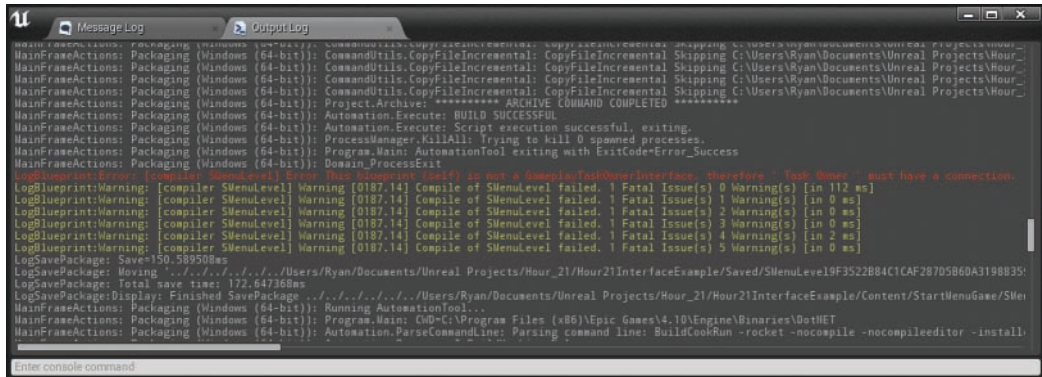 Message Log
Output Log
MainFrameActions: Packaging (Windows (64-bit)): CommandUtils.CopyFileIncremental: CopyFileIncremental Skipping C:\Users\Ryan\Documents\Unreal Projects\Hour_
MainFrameActions: Packaging (Windows (64-bit)): CommandUtils.CopyFileIncremental: CopyFileIncremental Skipping C:\Users\Ryan\Documents\Unreal Projects\Hour_
MainFrameActions: Packaging (Windows (64-bit)): CommandUtils.CopyFileIncremental: CopyFileIncremental Skipping C:\Users\Ryan\Documents\Unreal Projects\Hour_
MainFrameActions: Packaging (Windows (64-bit)): CommandUtils.CopyFileIncremental: CopyFileIncremental Skipping C:\Users\Ryan\Documents\Unreal Projects\Hour_
MainFrameActions: Packaging (Windows (64-bit)): CommandUtils.CopyFileIncremental: CopyFileIncremental Skipping C:\Users\Ryan\Documents\Unreal Projects\Hour_
MainFrameActions: Packaging (Windows (64-bit)): Project.Archive: ********** ARCHIVE COMMAND COMPLETED **********
MainFrameActions: Packaging (Windows (64-bit)): Automation.Execute: BUILD SUCCESSFUL
MainFrameActions: Packaging (Windows (64-bit)): Automation.Execute: Script execution successful, exiting.
MainFrameActions: Packaging (Windows (64-bit)): ProcessManager.KillAll: Trying to kill 0 spawned processes.
MainFrameActions: Packaging (Windows (64-bit)): Program.Main: AutomationTool exiting with ExitCode=Error_Success
MainFrameActions: Packaging (Windows (64-bit)): Domain_ProcessExit
LogBlueprint:Error: [compiler SMenuLevel] Error This blueprint (self) is not a GameplayTaskOwnerInterface, therefore ' Task Owner ' must have a connection.
LogBlueprint:Warning: [compiler SMenuLevel] Warning [0187.14] Compile of SMenuLevel failed. 1 Fatal Issue(s) 0 Warning(s) [in 112 ms]
LogBlueprint:Warning: [compiler SMenuLevel] Warning [0187.14] Compile of SMenuLevel failed. 1 Fatal Issue(s) 1 Warning(s) [in 0 ms]
LogBlueprint:Warning: [compiler SMenuLevel] Warning [0187.14] Compile of SMenuLevel failed. 1 Fatal Issue(s) 2 Warning(s) [in 0 ms]
LogBlueprint:Warning: [compiler SMenuLevel] Warning [0187.14] Compile of SMenuLevel failed. 1 Fatal Issue(s) 3 Warning(s) [in 0 ms]
LogBlueprint:Warning: [compiler SMenuLevel] Warning [0187.14] Compile of SMenuLevel failed. 1 Fatal Issue(s) 4 Warning(s) [in 2 ms]
LogBlueprint:Warning: [compiler SMenuLevel] Warning [0187.14] Compile of SMenuLevel failed. 1 Fatal Issue(s) 5 Warning(s) [in 0 ms]
LogSavePackage: Save=150.589508ms
LogSavePackage: Moving '../../../../../../Users/Ryan/Documents/Unreal Projects/Hour_21/Hour21InterfaceExample/Saved/SMenuLevel9F3522B84C1CAF287D5B60A3198835
LogSavePackage: Total save time: 172.647368ms
LogSavePackage:Display: Finished SavePackage ../../../../../../Users/Ryan/Documents/Unreal Projects/Hour_21/Hour21InterfaceExample/Content/StartMenuGame/SMe
MainFrameActions: Packaging (Windows (64-bit)): Running AutomationTool...
MainFrameActions: Packaging (Windows (64-bit)): Program.Main: CWD=C:\Program Files (x86)\Epic Games\4.10\Engine\Binaries\DotNET
MainFrameActions: Packaging (Windows (64-bit)): Automation.ParseCommandLine: Parsing command line: BuildCookRun -rocket -nocompile -nocompileeditor -install
Enter console command